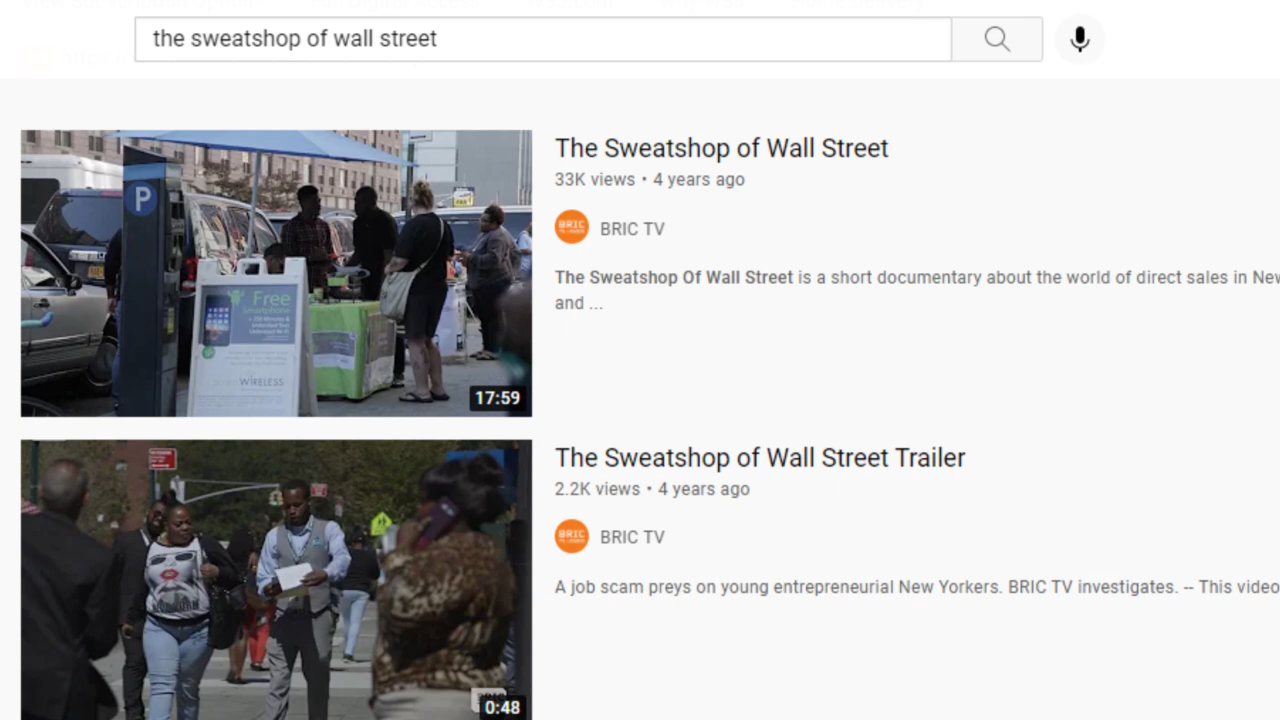 the sweatshop of wall street
P
Free
Smartphone
WIRELESS
17:59
The Sweatshop of Wall Street
33K views • 4 years ago
BRIC
BRIC TV
The Sweatshop Of Wall Street is a short documentary about the world of direct sales in New
and ...
0:48
The Sweatshop of Wall Street Trailer
2.2K views • 4 years ago
BRIC
BRIC TV
A job scam preys on young entrepreneurial New Yorkers. BRIC TV investigates. -- This video